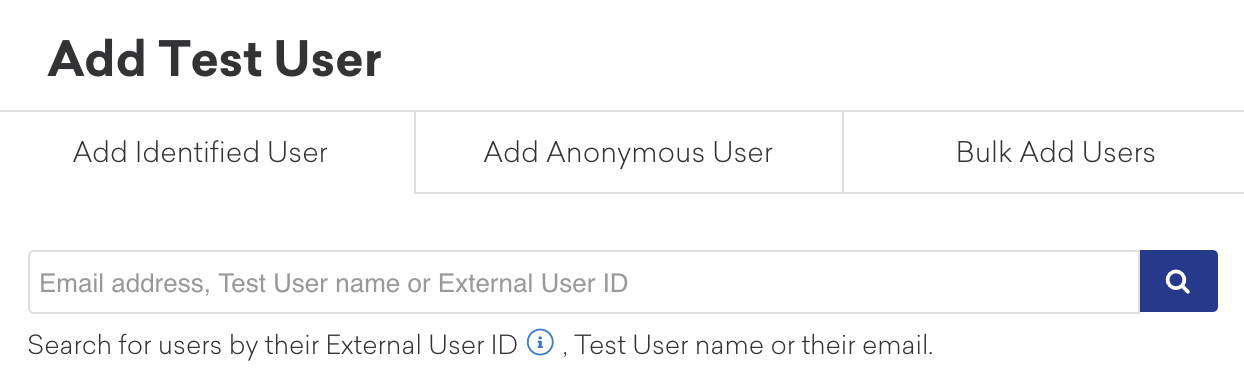 Add Test User
Add Identified User
Add Anonymous User
Bulk Add Users
Email address, Test User name or External User ID
Search for users by their External User ID i , Test User name or their email.